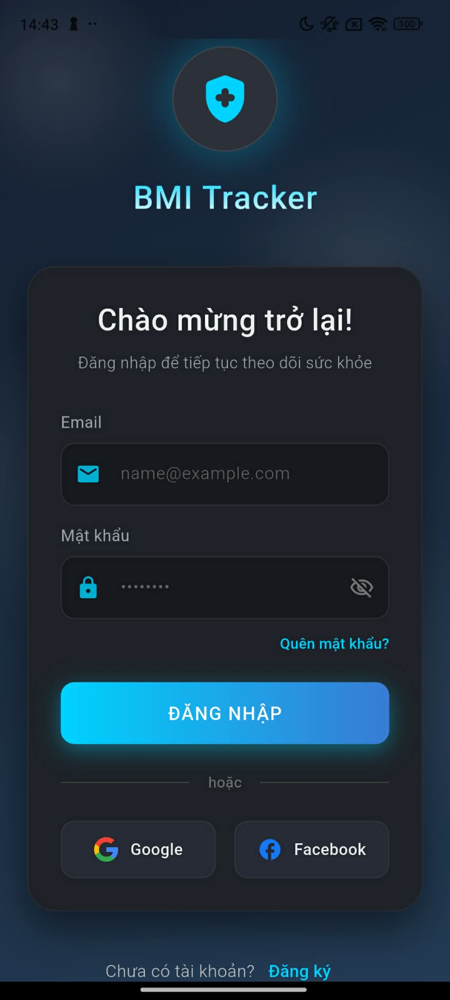 14:43
100
BMI Tracker
Chào mừng trở lại!
Đăng nhập để tiếp tục theo dõi sức khỏe
Email
name@example.com
Mật khẩu
••••••••
Quên mật khẩu?
ĐĂNG NHẬP
hoặc
Google
Facebook
Chưa có tài khoản? Đăng ký